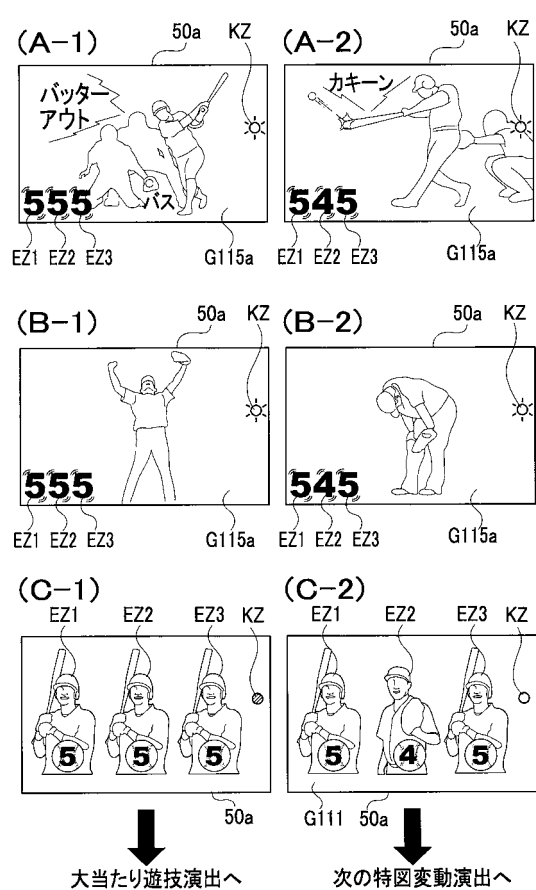 (A-1)
50a KZ
バッター
アウト
バス
555
EZ1 EZ2 EZ3 G115a
(A-2)
50a KZ
カキーン
545
EZ1 EZ2 EZ3 G115a
(B-1)
50a KZ
555
EZ1 EZ2 EZ3 G115a
(B-2)
50a KZ
545
EZ1 EZ2 EZ3 G115a
(C-1)
EZ1 EZ2 EZ3 KZ
5 5 5
50a
大当たり遊技演出へ
(C-2)
EZ1 EZ2 EZ3 KZ
5 4 5
G111 50a
次の特図変動演出へ